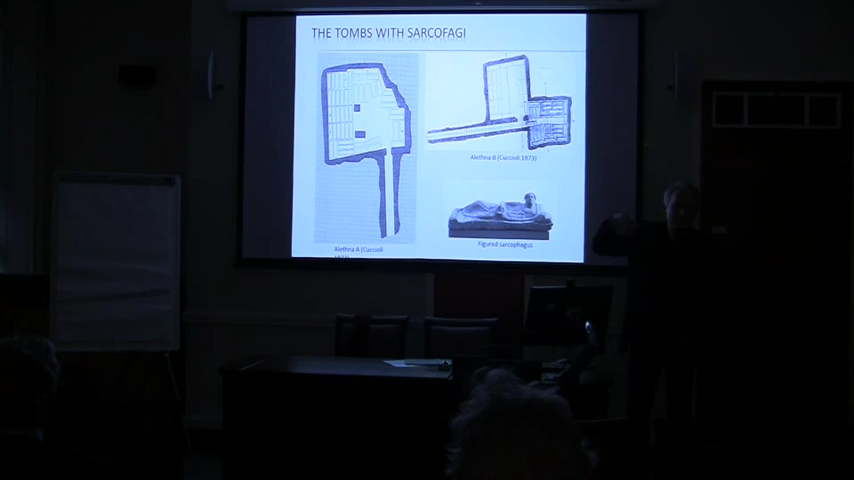 THE TOMBS WITH SARCOFAGI
Alethna B (Cuccioli 1873)
Figured sarcophagus
Alethna A (Cuccioli